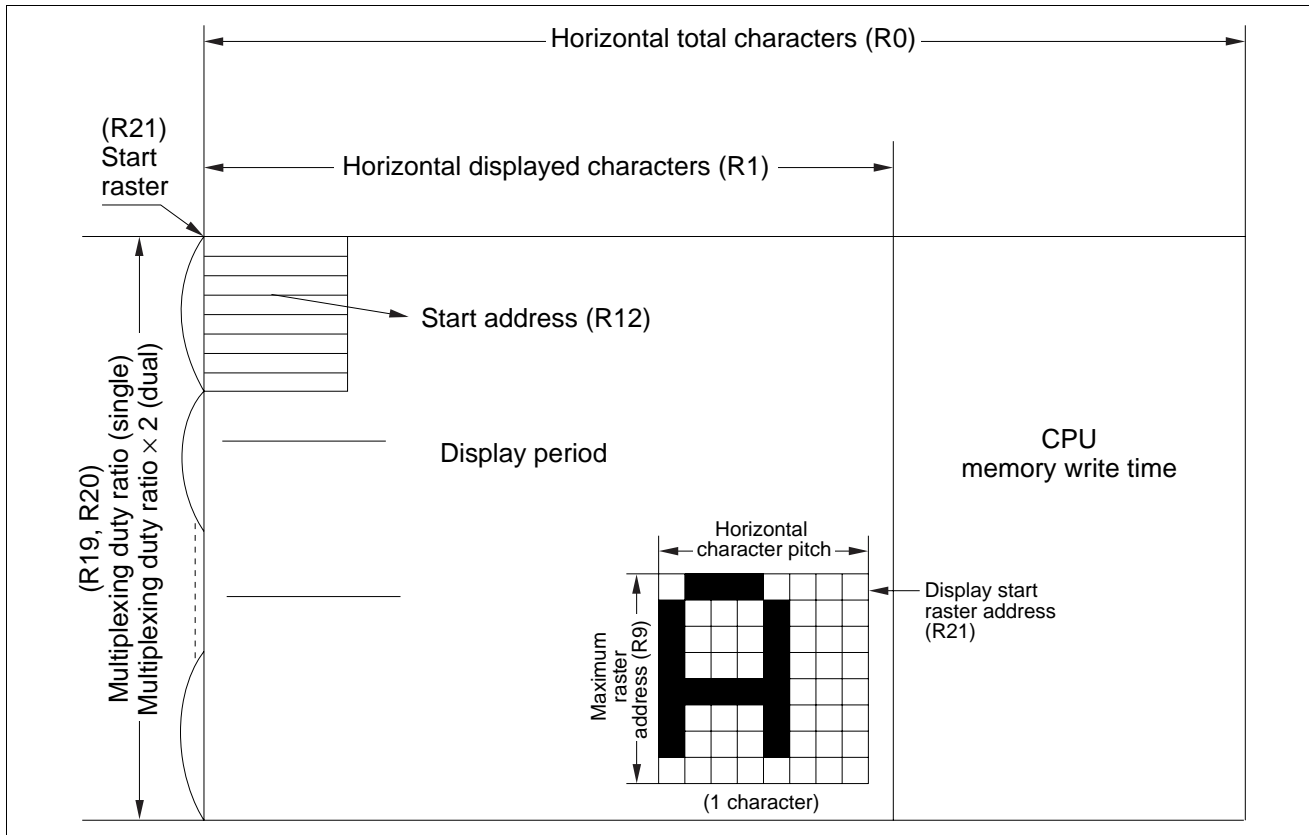 Horizontal total characters (R0)
(R21)
Start
raster
Horizontal displayed characters (R1)
Start address (R12)
(R19, R20)
Multiplexing duty ratio (single)
Multiplexing duty ratio × 2 (dual)
Display period
CPU
memory write time
Horizontal
character pitch
Maximum
raster
address (R9)
Display start
raster address
(R21)
(1 character)